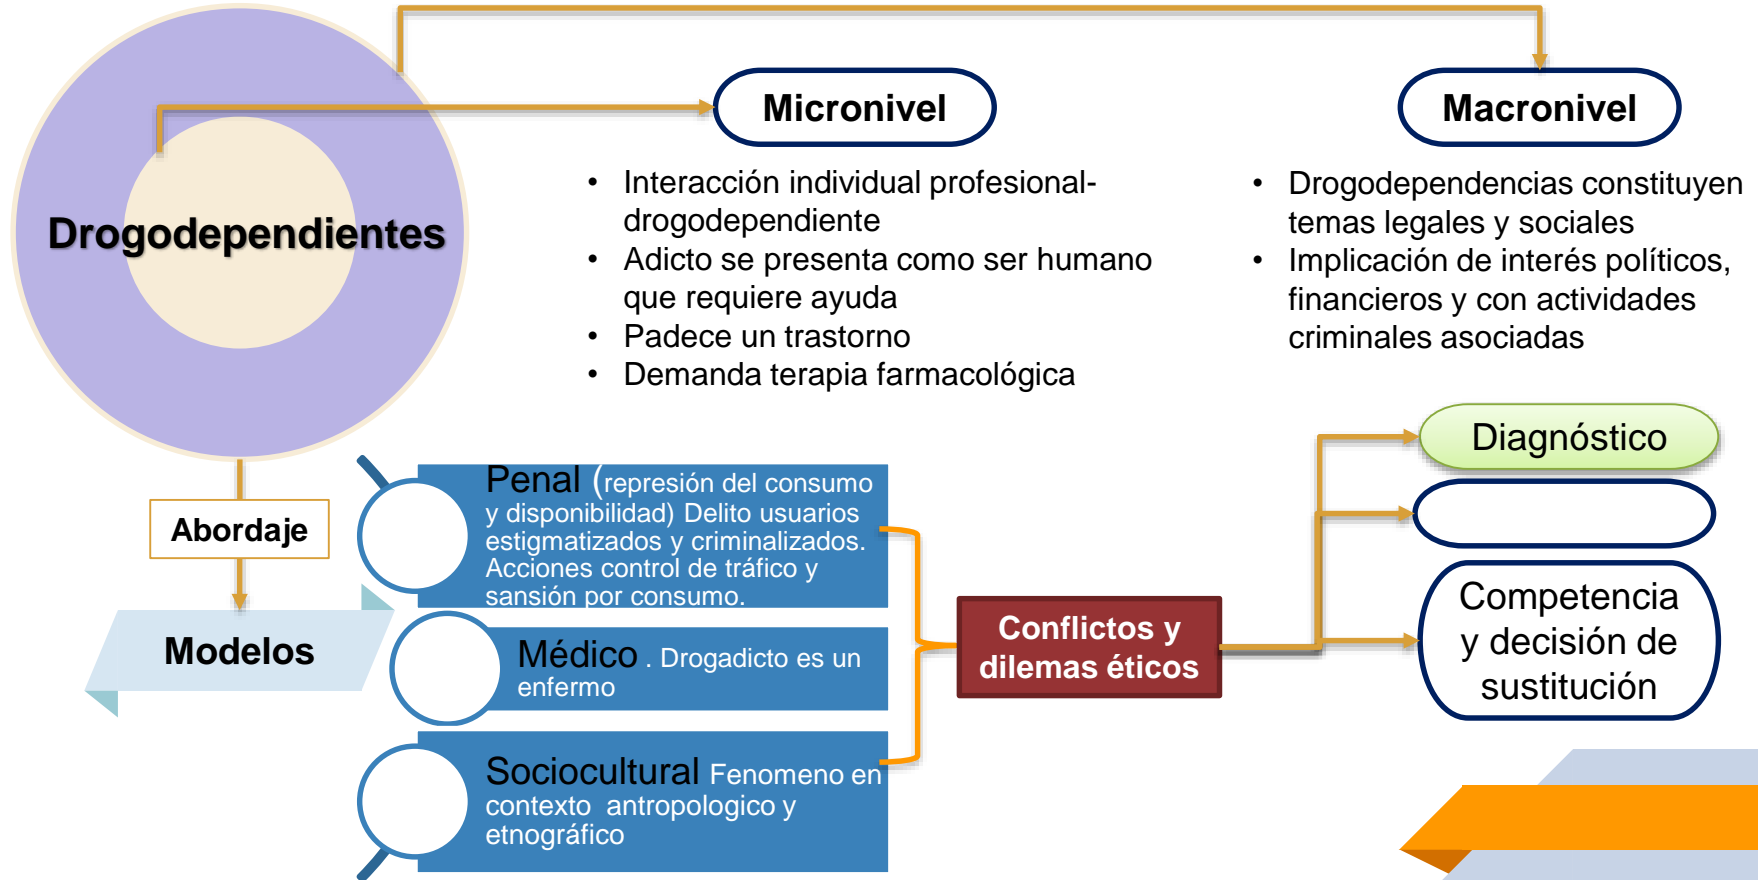 Drogodependientes
Micronivel
• Interacción individual profesional-
drogodependiente
• Adicto se presenta como ser humano
que requiere ayuda
• Padece un trastorno
• Demanda terapia farmacológica
Macronivel
• Drogodependencias constituyen
temas legales y sociales
• Implicación de interés políticos,
financieros y con actividades
criminales asociadas
Abordaje
Modelos
Penal (represión del consumo
y disponibilidad) Delito usuarios
estigmatizados y criminalizados.
Acciones control de tráfico y
sansión por consumo.
Médico . Drogadicto es un
enfermo
Sociocultural Fenomeno en
contexto antropologico y
etnográfico
Conflictos y
dilemas éticos
Diagnóstico
Competencia
y decisión de
sustitución